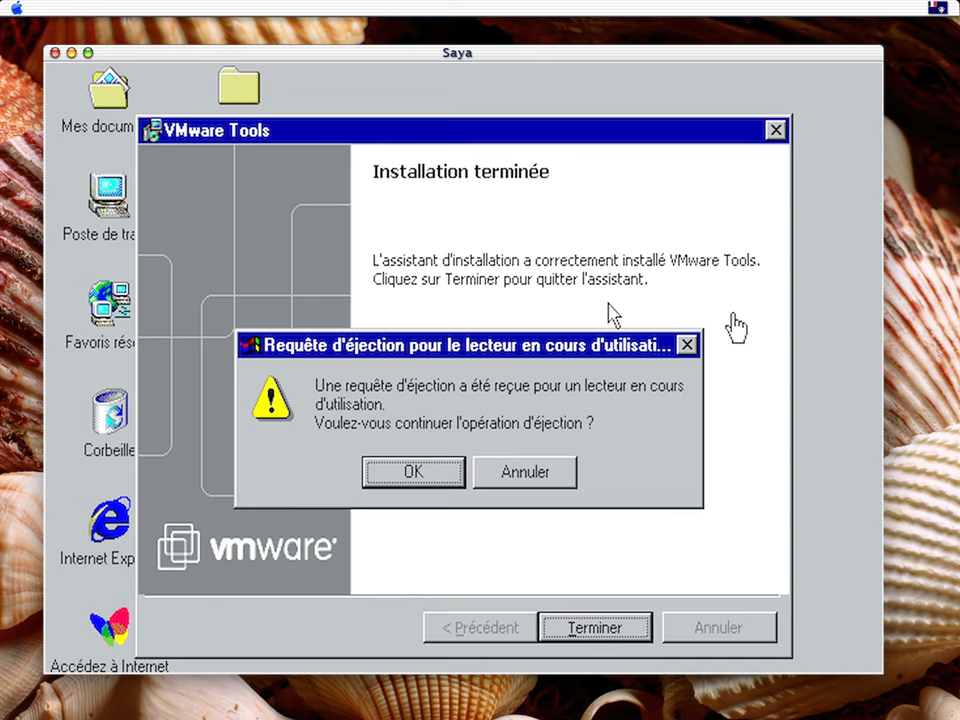 Saya
Mes docum
Poste de tra
Favoris rése
Corbeille
Internet Exp
Accédez à Internet
VMware Tools
Installation terminée
L'assistant d'installation a correctement installé VMware Tools.
Cliquez sur Terminer pour quitter l'assistant.
Requête d'éjection pour le lecteur en cours d'utilisati...
Une requête d'éjection a été reçue pour un lecteur en cours
d'utilisation.
Voulez-vous continuer l'opération d'éjection ?
OK
Annuler
vmware
< Précédent
Terminer
Annuler